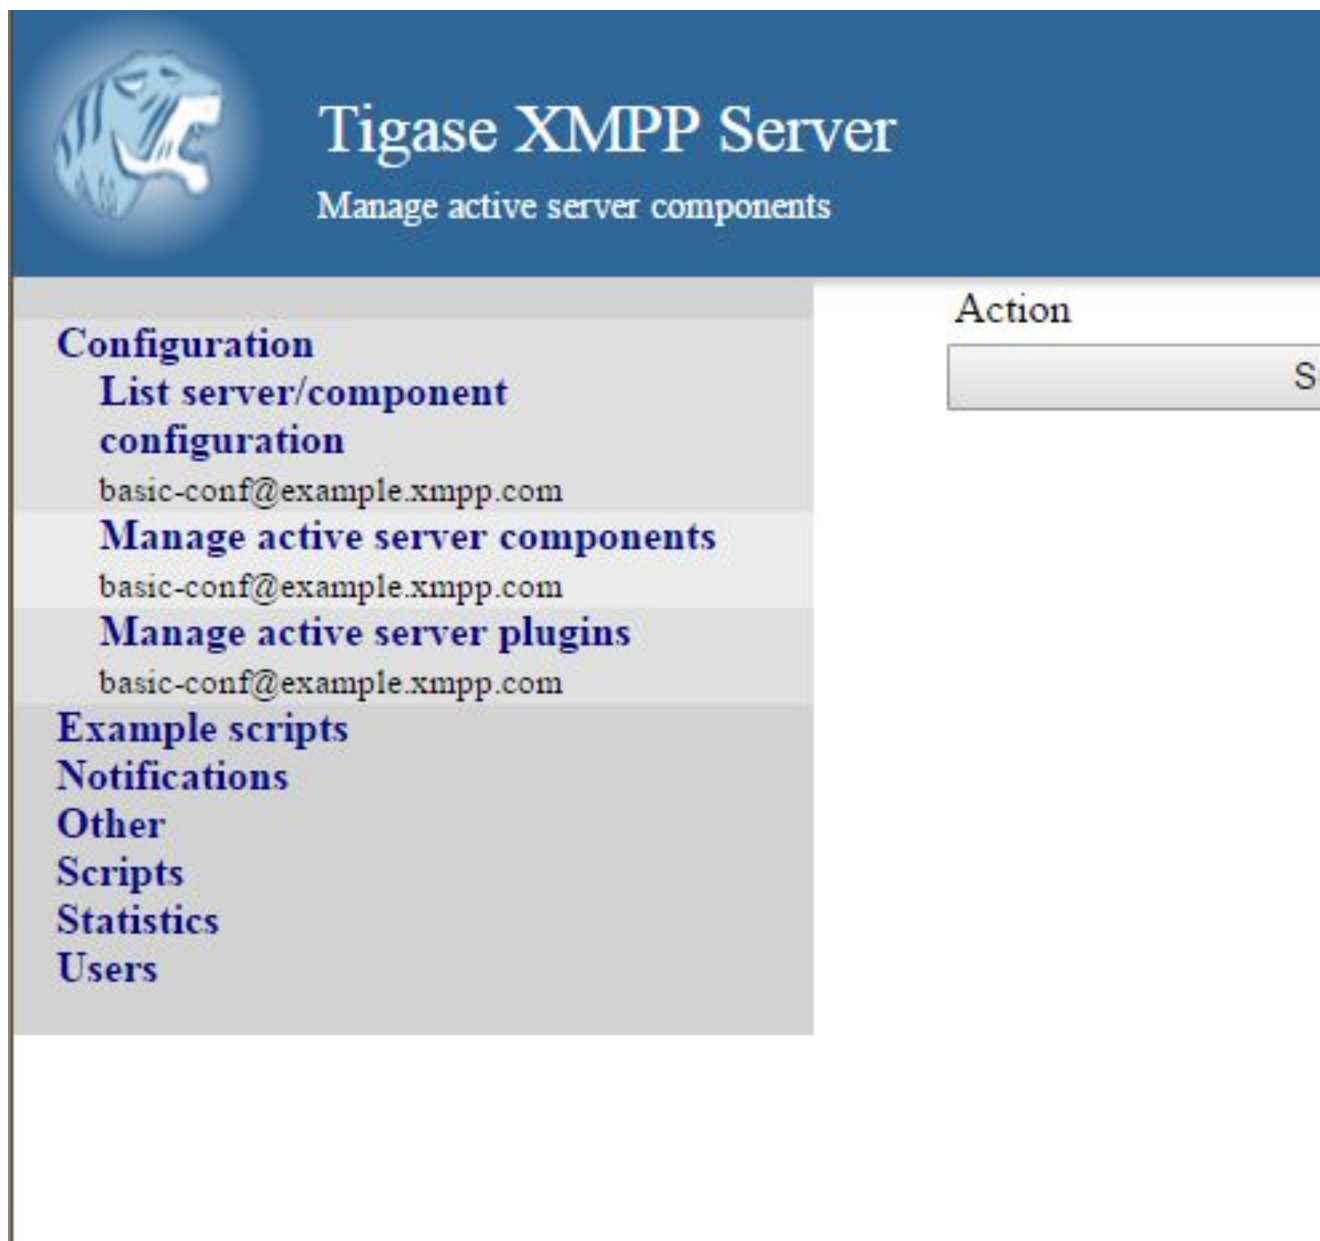 Tigase XMPP Server
Manage active server components
Configuration
List server/component
configuration
basic-conf@example.xmpp.com
Manage active server components
basic-conf@example.xmpp.com
Manage active server plugins
basic-conf@example.xmpp.com
Example scripts
Notifications
Other
Scripts
Statistics
Users
Action